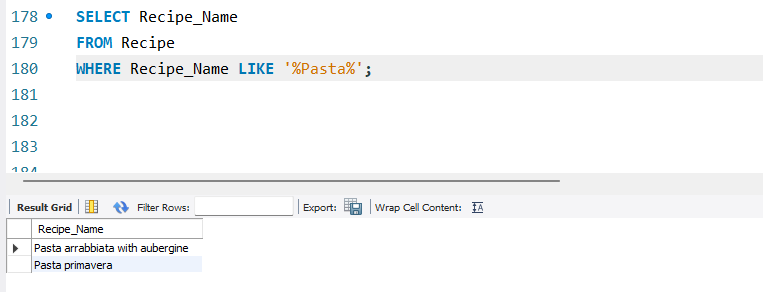 178 SELECT Recipe_Name
179 FROM Recipe
180 WHERE Recipe_Name LIKE '%Pasta%';
181
182
183
184
Result Grid Filter Rows: Export: Wrap Cell Content: IA
Recipe_Name
Pasta arrabbiata with aubergine
Pasta primavera